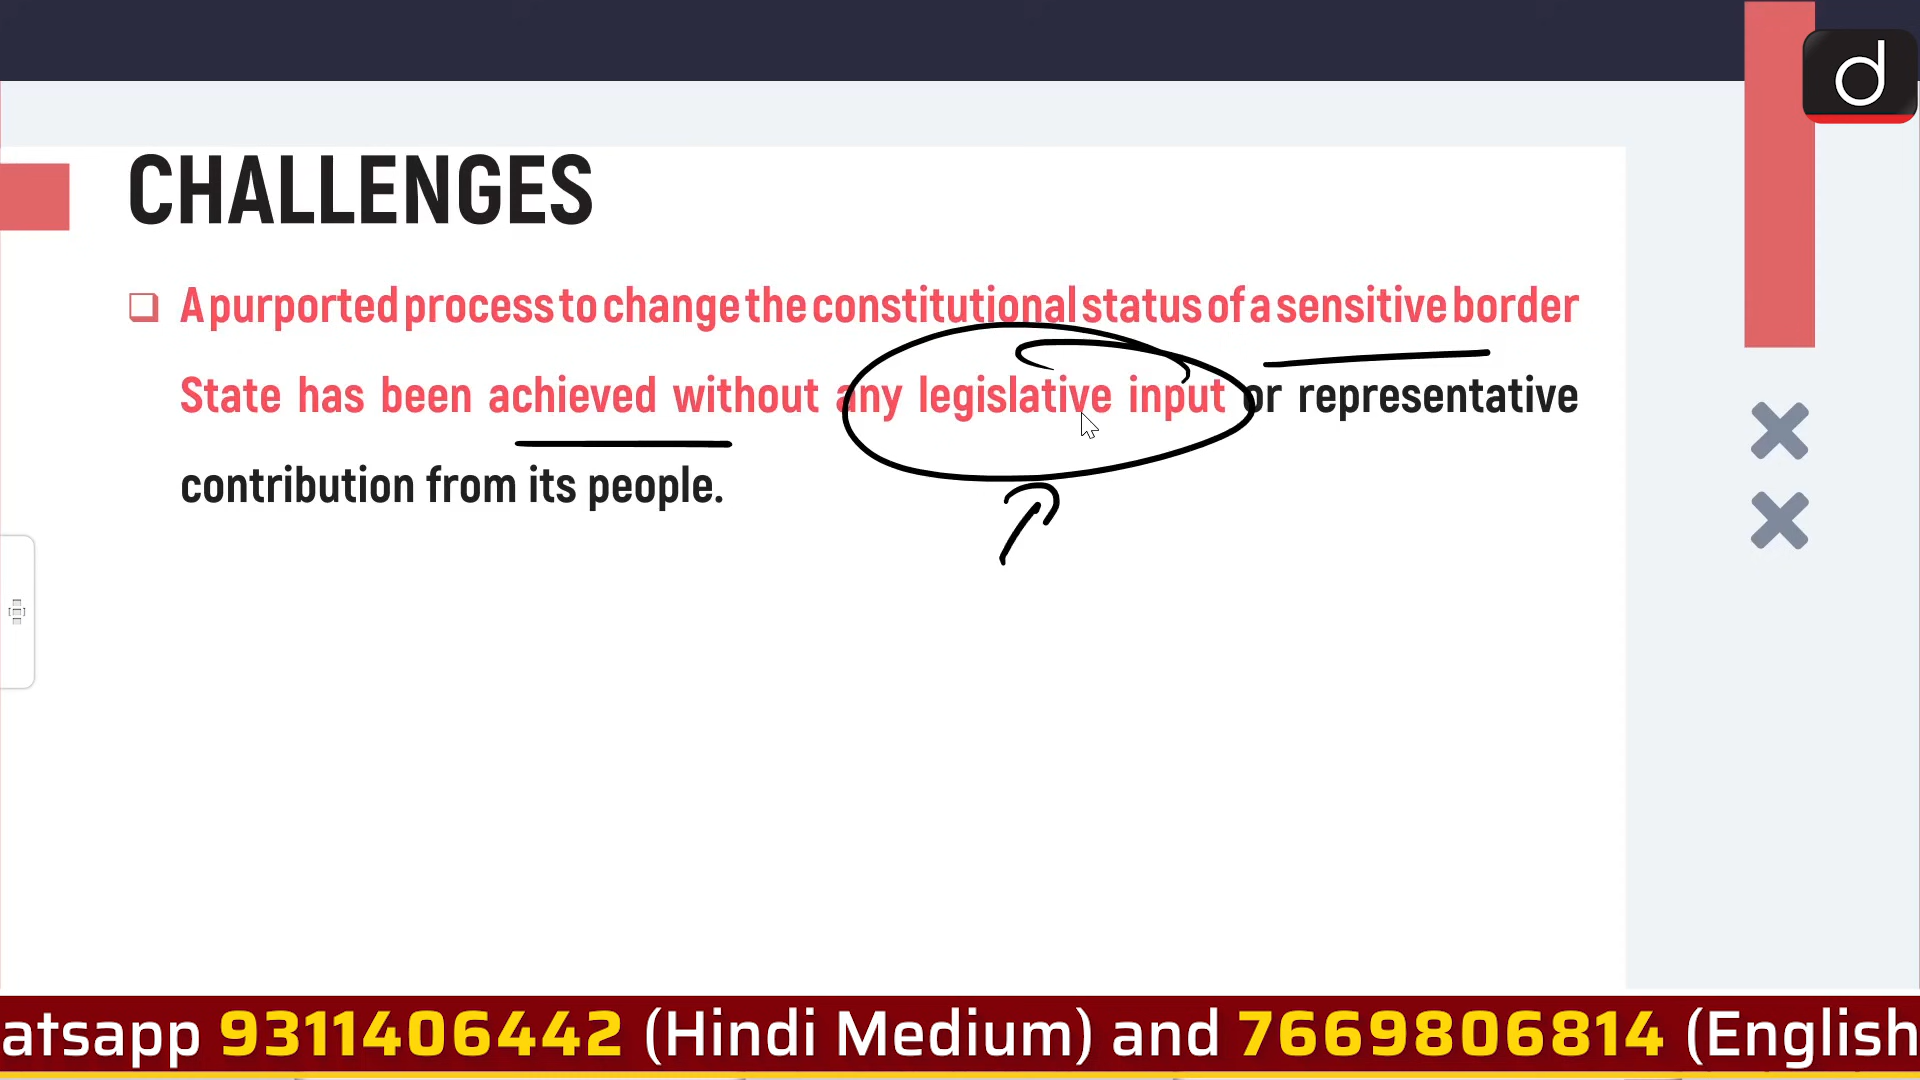 d
CHALLENGES
A purported process to change the constitutional status of a sensitive border
State has been achieved without any legislative input or representative
contribution from its people.
atsapp 9311406442 (Hindi Medium) and 7669806814 (English